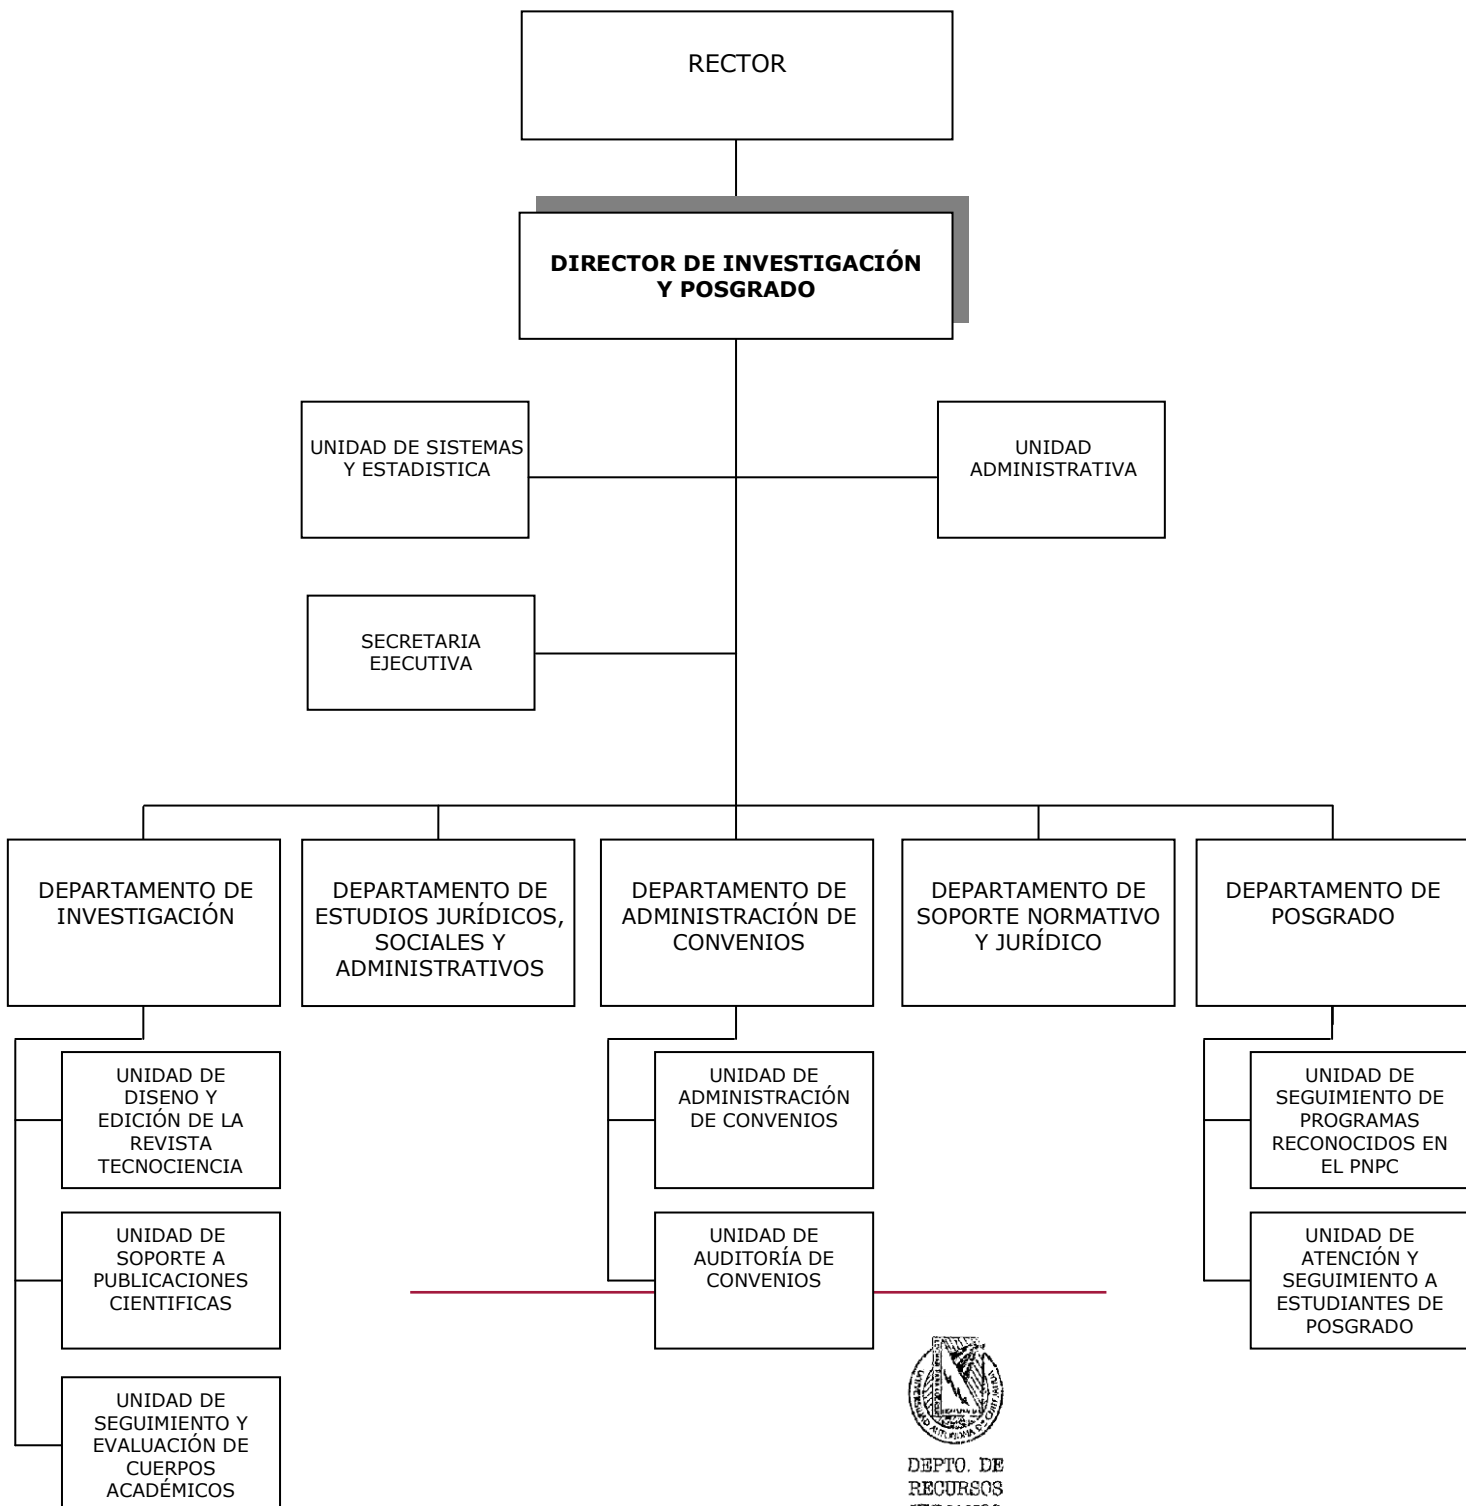 RECTOR
DIRECTOR DE INVESTIGACIÓN
Y POSGRADO
UNIDAD DE SISTEMAS
Y ESTADISTICA
UNIDAD
ADMINISTRATIVA
SECRETARIA
EJECUTIVA
DEPARTAMENTO DE
INVESTIGACIÓN
DEPARTAMENTO DE
ESTUDIOS JURÍDICOS,
SOCIALES Y
ADMINISTRATIVOS
DEPARTAMENTO DE
ADMINISTRACIÓN DE
CONVENIOS
DEPARTAMENTO DE
SOPORTE NORMATIVO
Y JURÍDICO
DEPARTAMENTO DE
POSGRADO
UNIDAD DE
DISENO Y
EDICIÓN DE LA
REVISTA
TECNOCIENCIA
UNIDAD DE
ADMINISTRACIÓN
DE CONVENIOS
UNIDAD DE
SEGUIMIENTO DE
PROGRAMAS
RECONOCIDOS EN
EL PNPC
UNIDAD DE
SOPORTE A
PUBLICACIONES
CIENTIFICAS
UNIDAD DE
AUDITORÍA DE
CONVENIOS
UNIDAD DE
ATENCIÓN Y
SEGUIMIENTO A
ESTUDIANTES DE
POSGRADO
UNIDAD DE
SEGUIMIENTO Y
EVALUACIÓN DE
CUERPOS
ACADÉMICOS
UNIVERSIDAD AUTONOMA DE CHIHUAHUA
DEPTO. DE
RECURSOS